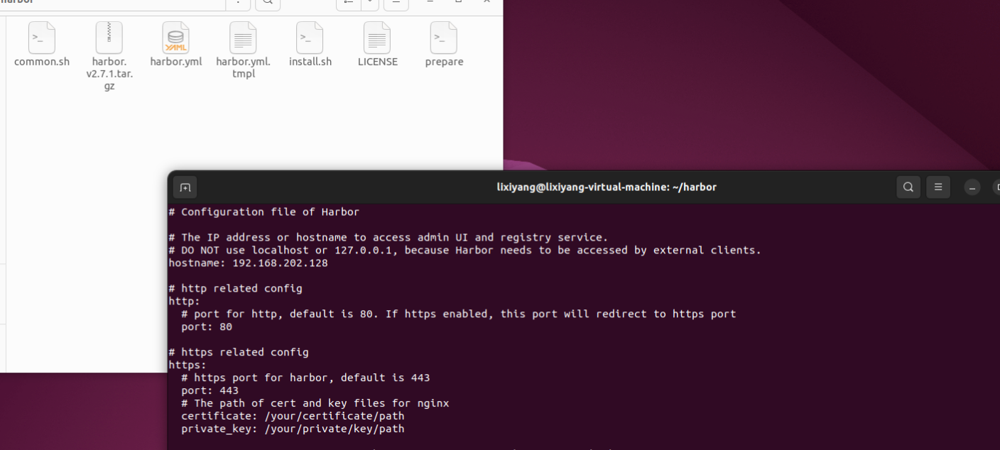 harbor
common.sh
harbor.
v2.7.1.tar.
gz
YAML
harbor.yml
harbor.yml.
tmpl
install.sh
LICENSE
prepare
lixiyang@lixiyang-virtual-machine: ~/harbor
# Configuration file of Harbor
# The IP address or hostname to access admin UI and registry service.
# DO NOT use localhost or 127.0.0.1, because Harbor needs to be accessed by external clients.
hostname: 192.168.202.128
# http related config
http:
  # port for http, default is 80. If https enabled, this port will redirect to https port
  port: 80
# https related config
https:
  # https port for harbor, default is 443
  port: 443
  # The path of cert and key files for nginx
  certificate: /your/certificate/path
  private_key: /your/private/key/path